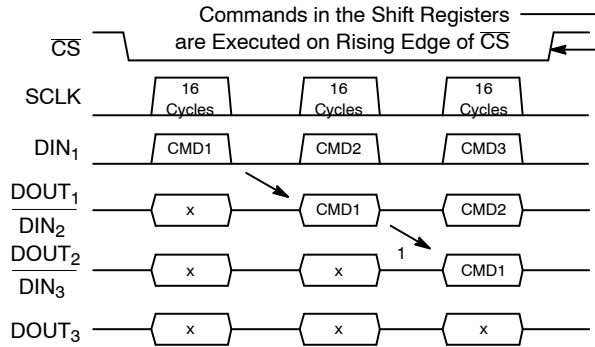 Commands in the Shift Registers
are Executed on Rising Edge of CS
CS
SCLK
16
Cycles
16
Cycles
16
Cycles
DIN₁
CMD1
CMD2
CMD3
DOUT₁
DIN₂
x
CMD1
CMD2
DOUT₂
DIN₃
x
x
1
CMD1
DOUT₃
x
x
x